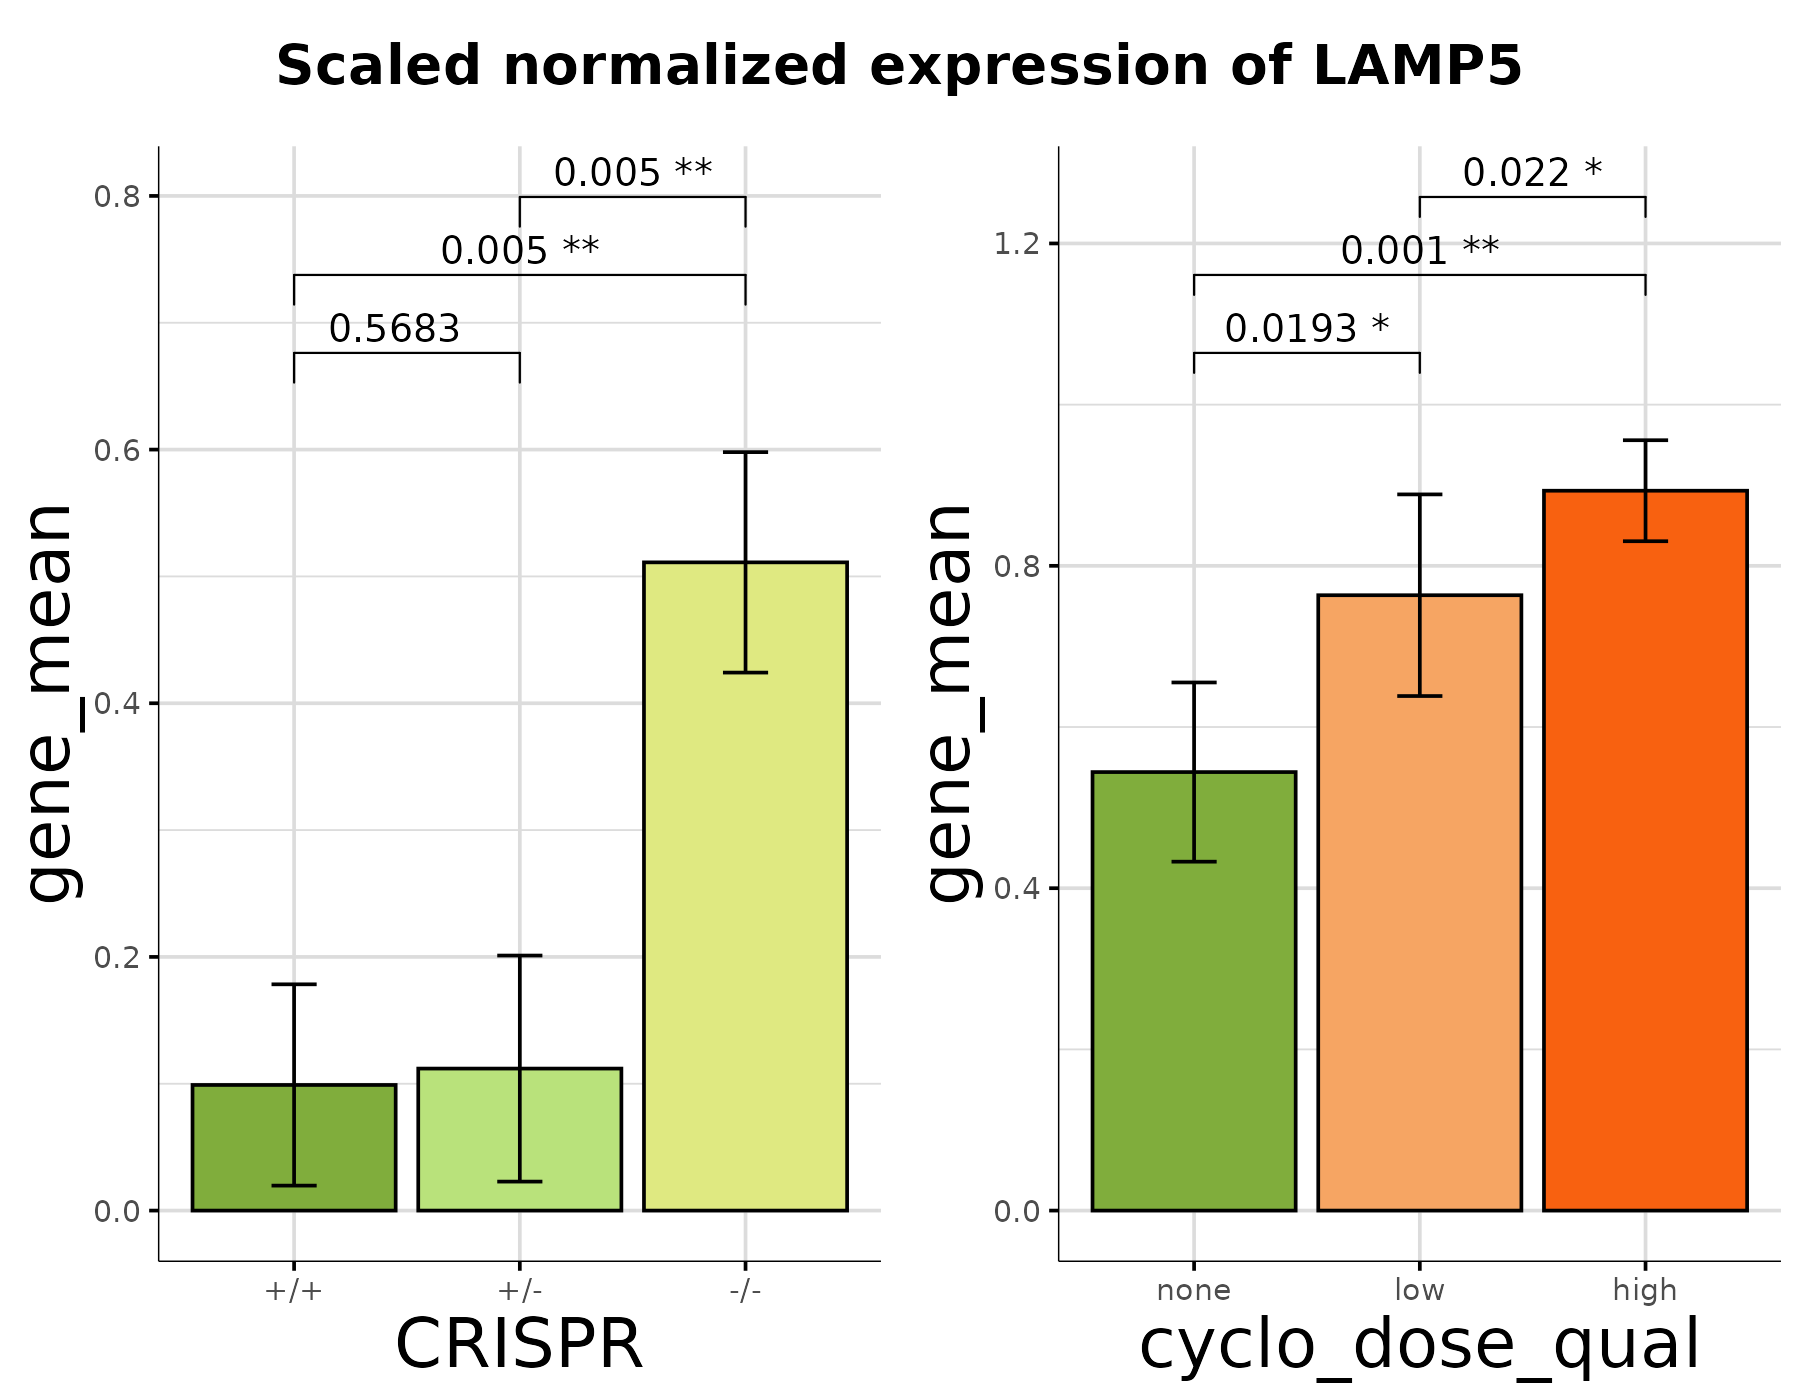 Scaled normalized expression of LAMP5
gene_mean
0.8
0.6
0.4
0.2
0.0
0.005 **
0.005 **
0.5683
+/+
+/-
-/-
CRISPR
gene_mean
1.2
0.8
0.4
0.0
0.022 *
0.001 **
0.0193 *
none
low
high
cyclo_dose_qual